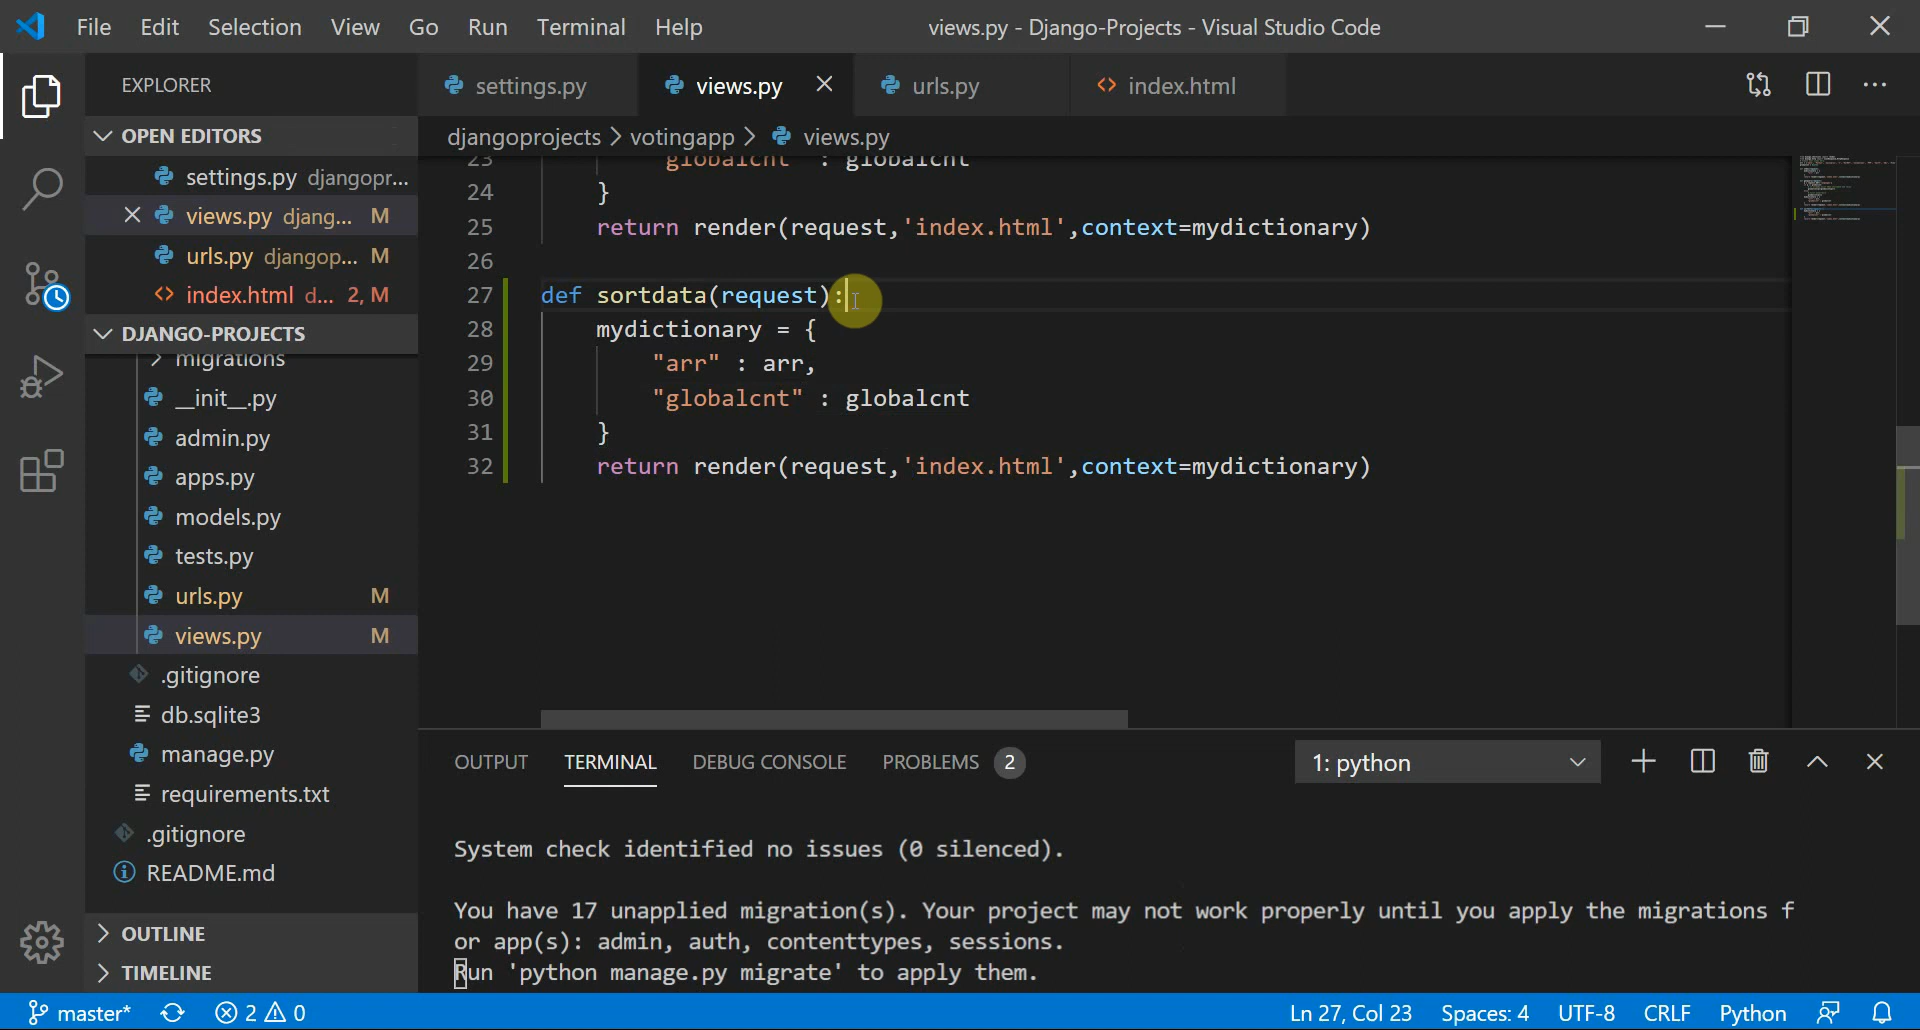 File Edit Selection View Go Run Terminal Help
views.py - Django-Projects - Visual Studio Code
EXPLORER
OPEN EDITORS
settings.py djangopr...
views.py djang... M
urls.py djangop... M
index.html d... 2, M
DJANGO-PROJECTS
migrations
__init__.py
admin.py
apps.py
models.py
tests.py
urls.py M
views.py M
.gitignore
db.sqlite3
manage.py
requirements.txt
.gitignore
README.md
OUTLINE
TIMELINE
settings.py views.py urls.py index.html
djangoprojects > votingapp > views.py
23 "globalcnt" : globalcnt
24 }
25 return render(request,'index.html',context=mydictionary)
26
27 def sortdata(request):
28 mydictionary = {
29 "arr" : arr,
30 "globalcnt" : globalcnt
31 }
32 return render(request,'index.html',context=mydictionary)
OUTPUT TERMINAL DEBUG CONSOLE PROBLEMS 2
1: python
System check identified no issues (0 silenced).
You have 17 unapplied migration(s). Your project may not work properly until you apply the migrations f
or app(s): admin, auth, contenttypes, sessions.
Run 'python manage.py migrate' to apply them.
master* 2 0
Ln 27, Col 23 Spaces: 4 UTF-8 CRLF Python